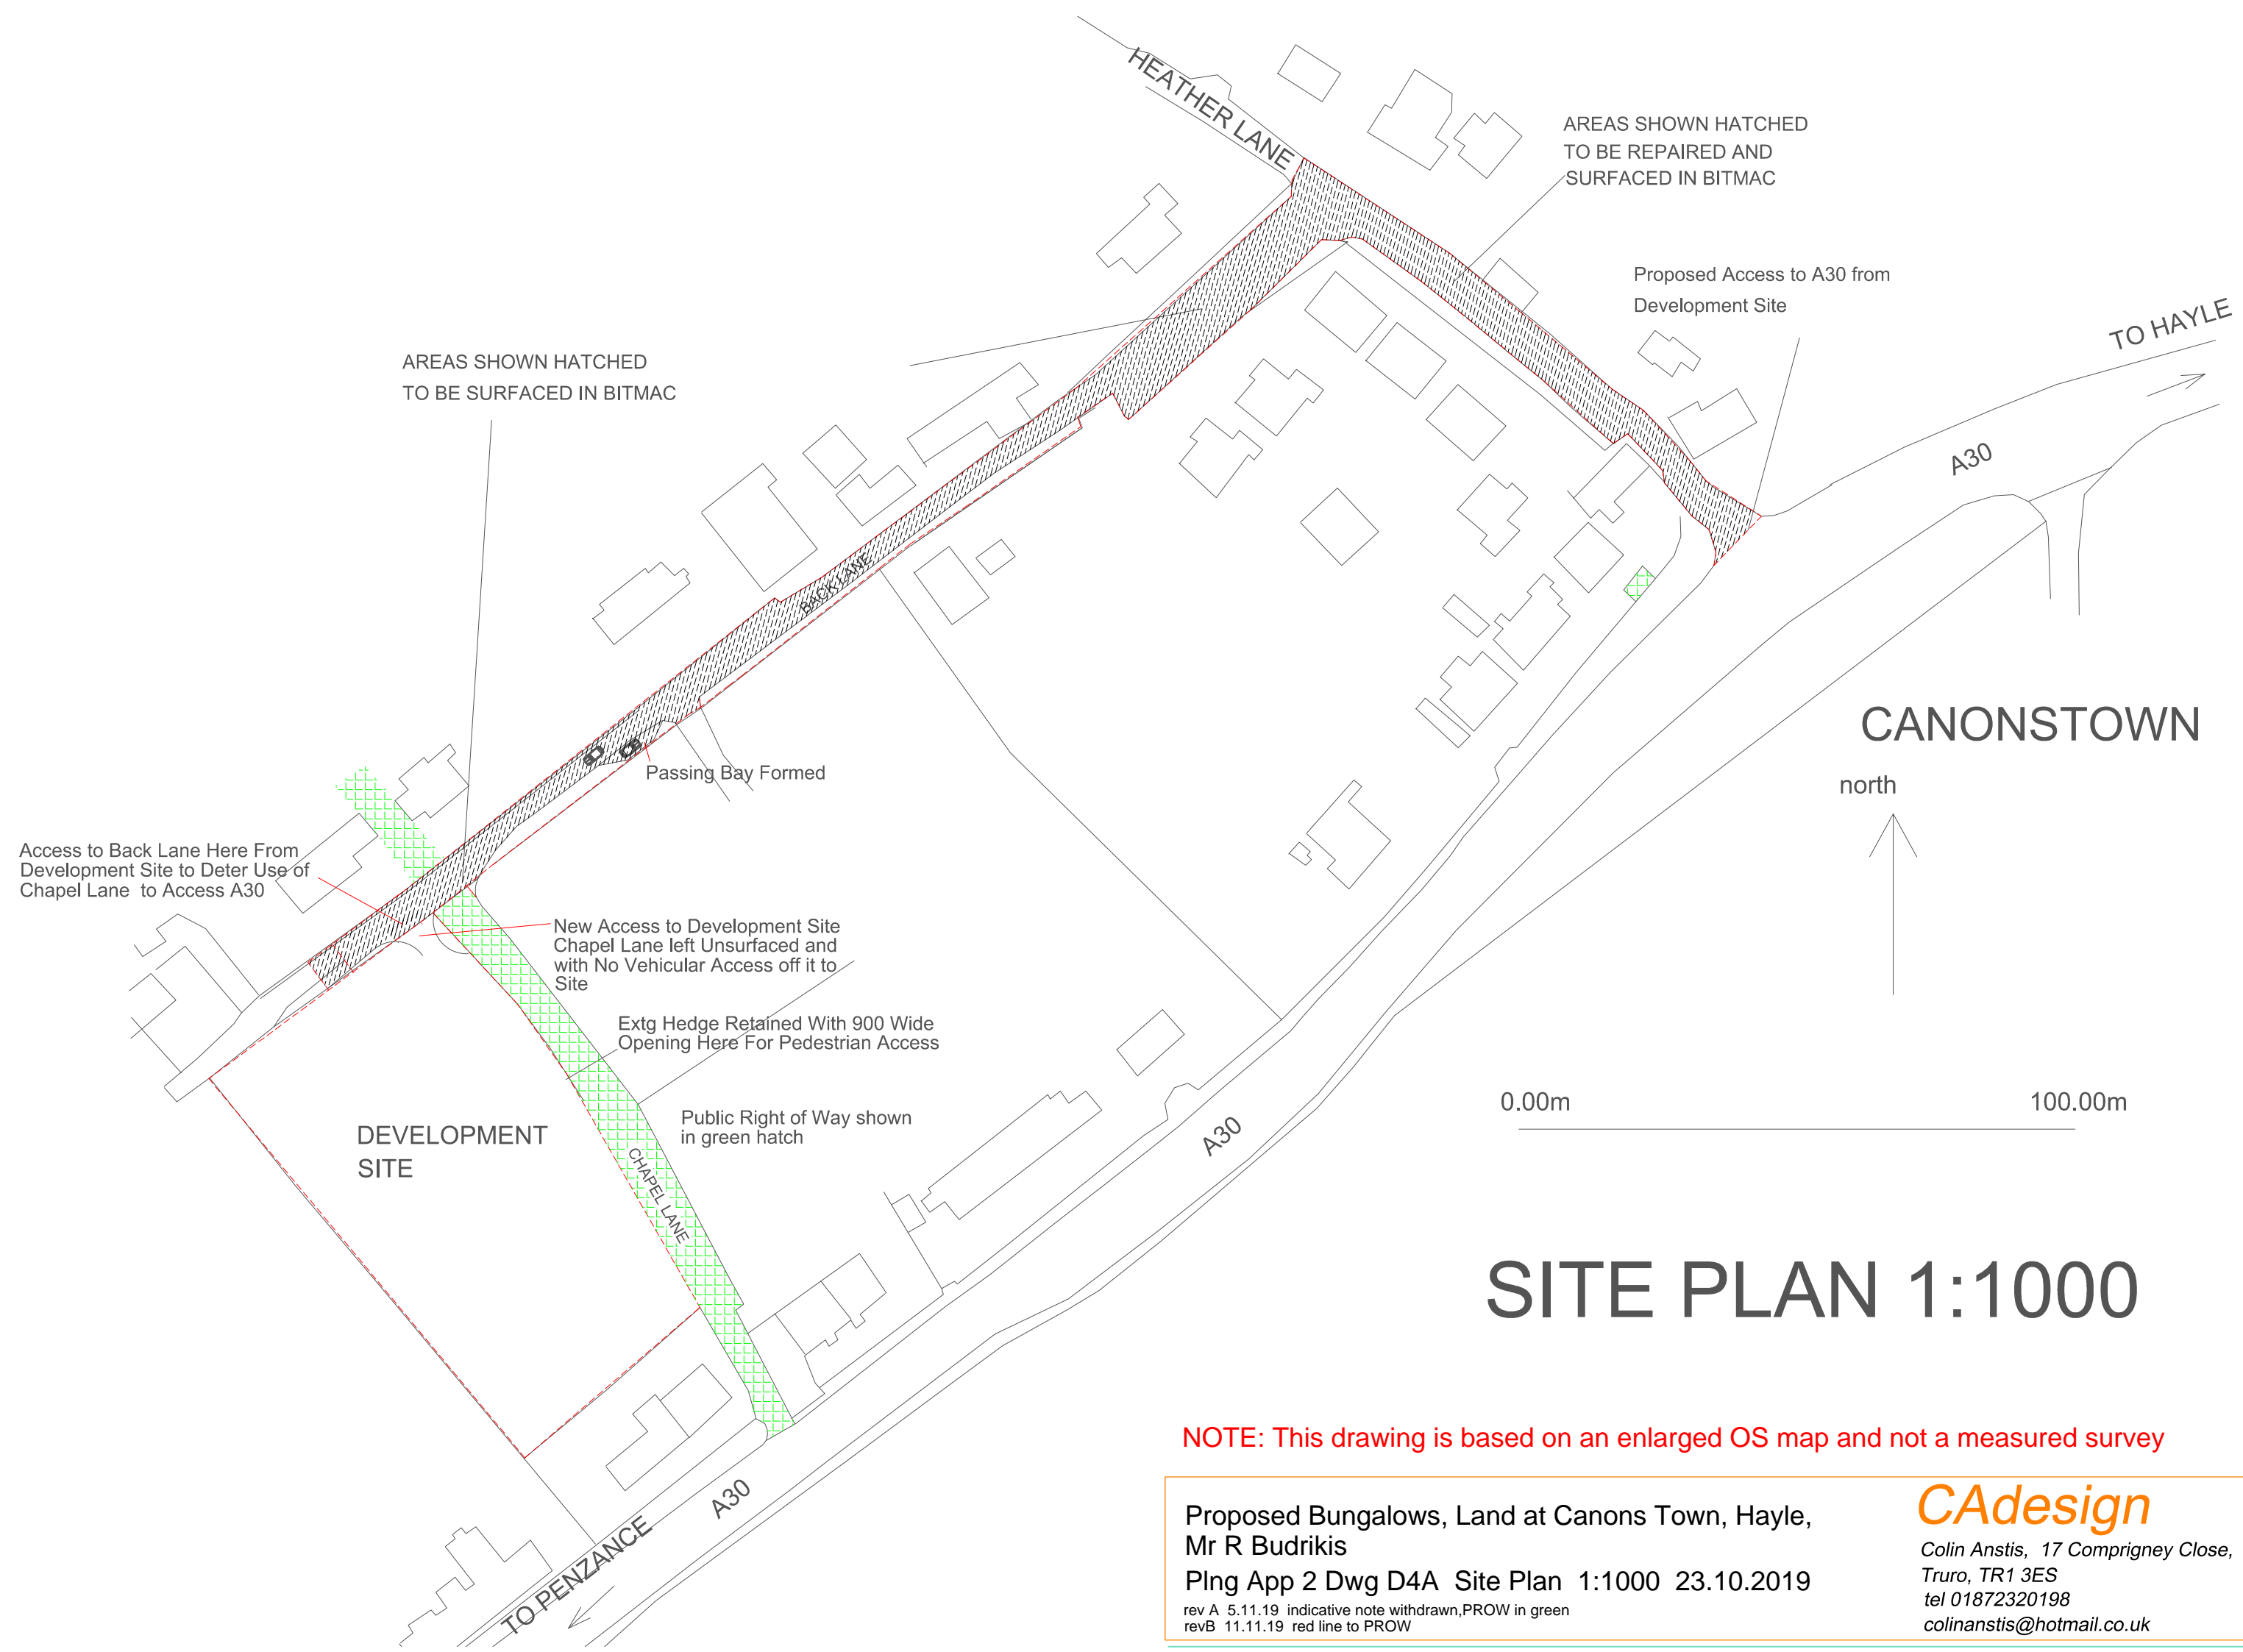 HEATHER LANE
AREAS SHOWN HATCHED
TO BE REPAIRED AND
SURFACED IN BITMAC
Proposed Access to A30 from
Development Site
TO HAYLE
A30
AREAS SHOWN HATCHED
TO BE SURFACED IN BITMAC
BACK LANE
CANONSTOWN
north
Passing Bay Formed
Access to Back Lane Here From
Development Site to Deter Use of
Chapel Lane to Access A30
New Access to Development Site
Chapel Lane left Unsurfaced and
with No Vehicular Access off it to
Site
Extg Hedge Retained With 900 Wide
Opening Here For Pedestrian Access
0.00m
100.00m
Public Right of Way shown
in green hatch
DEVELOPMENT
SITE
CHAPEL LANE
A30
SITE PLAN 1:1000
A30
TO PENZANCE
NOTE: This drawing is based on an enlarged OS map and not a measured survey
Proposed Bungalows, Land at Canons Town, Hayle,
Mr R Budrikis
Plng App 2 Dwg D4A Site Plan 1:1000 23.10.2019
rev A 5.11.19 indicative note withdrawn,PROW in green
revB 11.11.19 red line to PROW
CAdesign
Colin Anstis, 17 Comprigney Close,
Truro, TR1 3ES
tel 01872320198
colinanstis@hotmail.co.uk